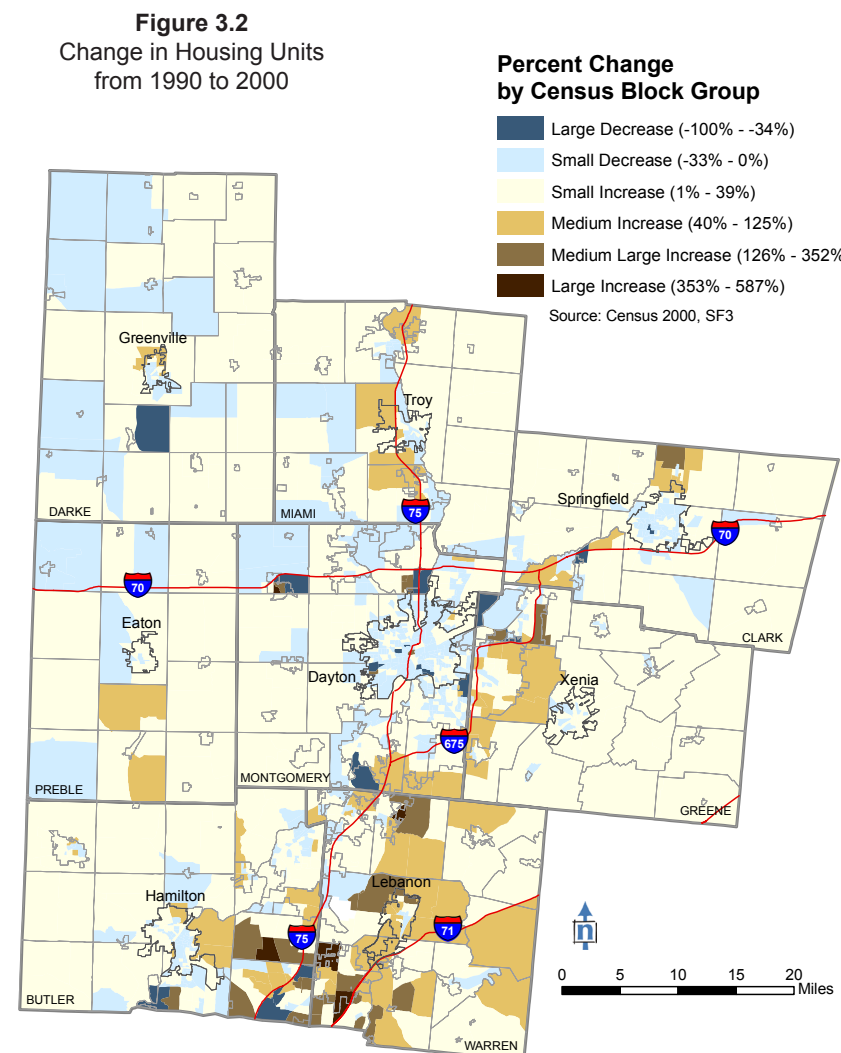 Figure 3.2
Change in Housing Units
from 1990 to 2000
Percent Change
by Census Block Group
Large Decrease (-100% - -34%)
Small Decrease (-33% - 0%)
Small Increase (1% - 39%)
Medium Increase (40% - 125%)
Medium Large Increase (126% - 352%
Large Increase (353% - 587%)
Source: Census 2000, SF3
Greenville
Troy
DARKE
MIAMI
75
Springfield
70
70
Eaton
CLARK
Dayton
Xenia
675
PREBLE
MONTGOMERY
GREENE
Hamilton
Lebanon
75
71
n
BUTLER
WARREN
0 5 10 15 20
Miles